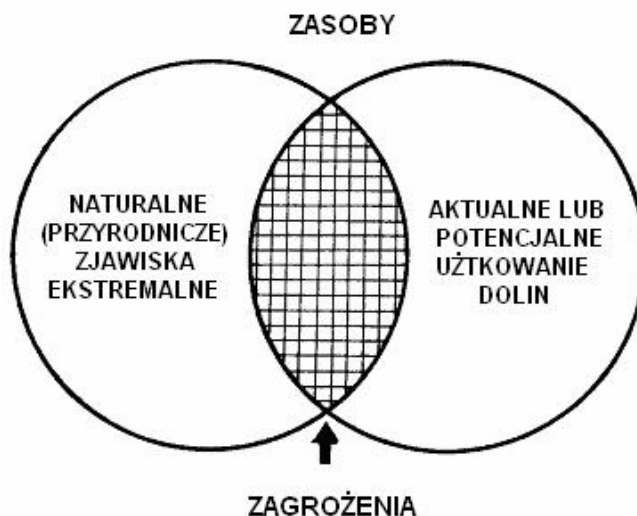 ZASOBY
NATURALNE
(PRZYRODNICZE)
ZJAWISKA
EKSTREMALNE
AKTUALNE LUB
POTENCJALNE
UŻTKOWANIE
DOLIN
ZAGROŻENIA